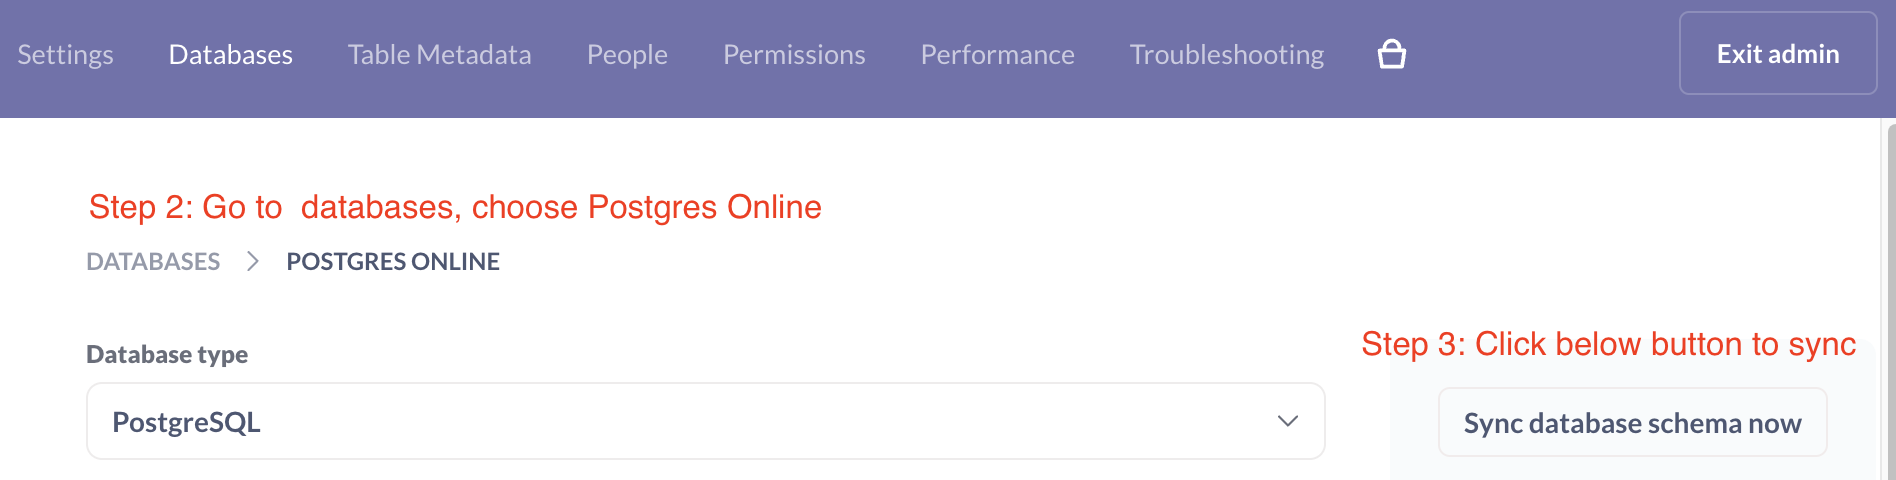 Settings Databases Table Metadata People Permissions Performance Troubleshooting Exit admin
Step 2: Go to  databases, choose Postgres Online
DATABASES > POSTGRES ONLINE
Step 3: Click below button to sync
Database type
PostgreSQL
Sync database schema now